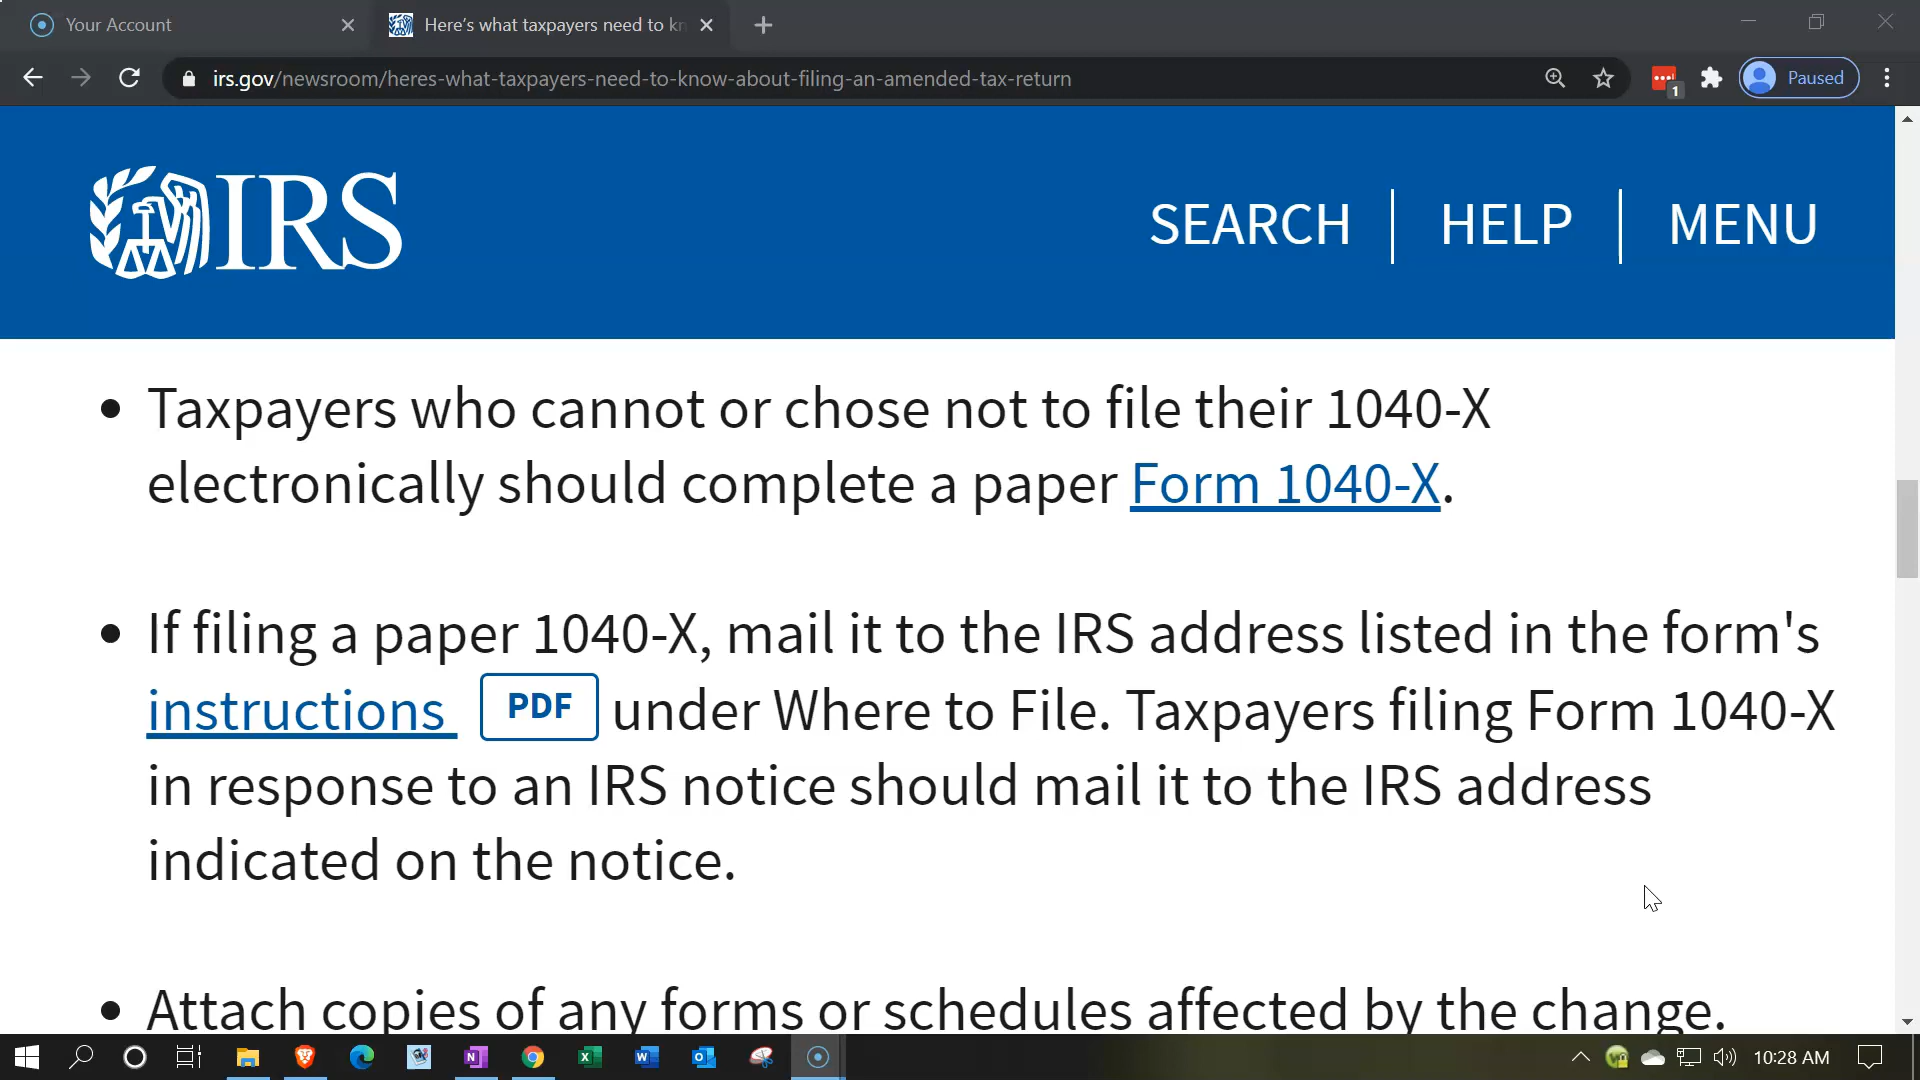 Your Account
Here's what taxpayers need to kn
irs.gov/newsroom/heres-what-taxpayers-need-to-know-about-filing-an-amended-tax-return
1
Paused
IRS
SEARCH
HELP
MENU
• Taxpayers who cannot or chose not to file their 1040-X
electronically should complete a paper Form 1040-X.
• If filing a paper 1040-X, mail it to the IRS address listed in the form's
instructions PDF under Where to File. Taxpayers filing Form 1040-X
in response to an IRS notice should mail it to the IRS address
indicated on the notice.
• Attach copies of any forms or schedules affected by the change.
10:28 AM